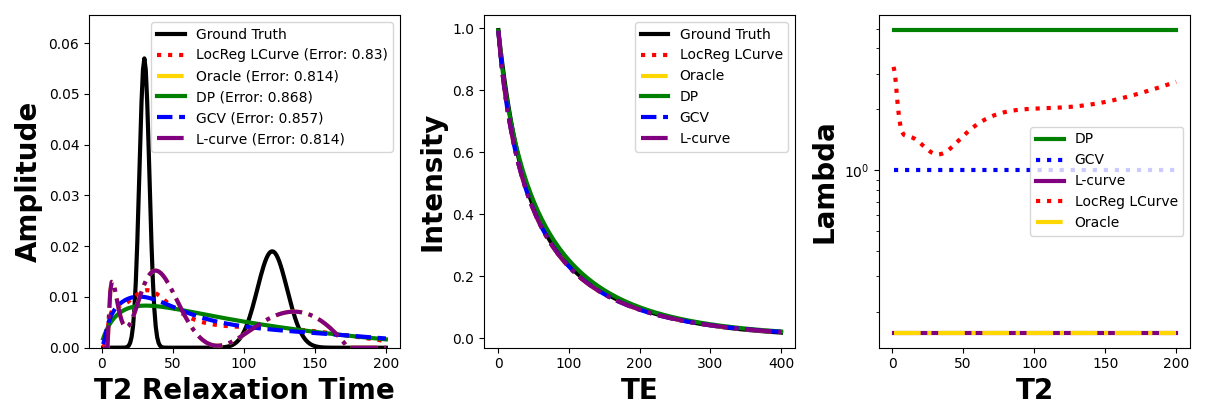 0.06
0.05
0.04
0.03
0.02
0.01
0.00
0
50
100
150
200
Amplitude
T2 Relaxation Time
Ground Truth
LocReg LCurve (Error: 0.83)
Oracle (Error: 0.814)
DP (Error: 0.868)
GCV (Error: 0.857)
L-curve (Error: 0.814)
1.0
0.8
0.6
0.4
0.2
0.0
0
100
200
300
400
Intensity
TE
Ground Truth
LocReg LCurve
Oracle
DP
GCV
L-curve
10⁰
0
50
100
150
200
Lambda
T2
DP
GCV
L-curve
LocReg LCurve
Oracle